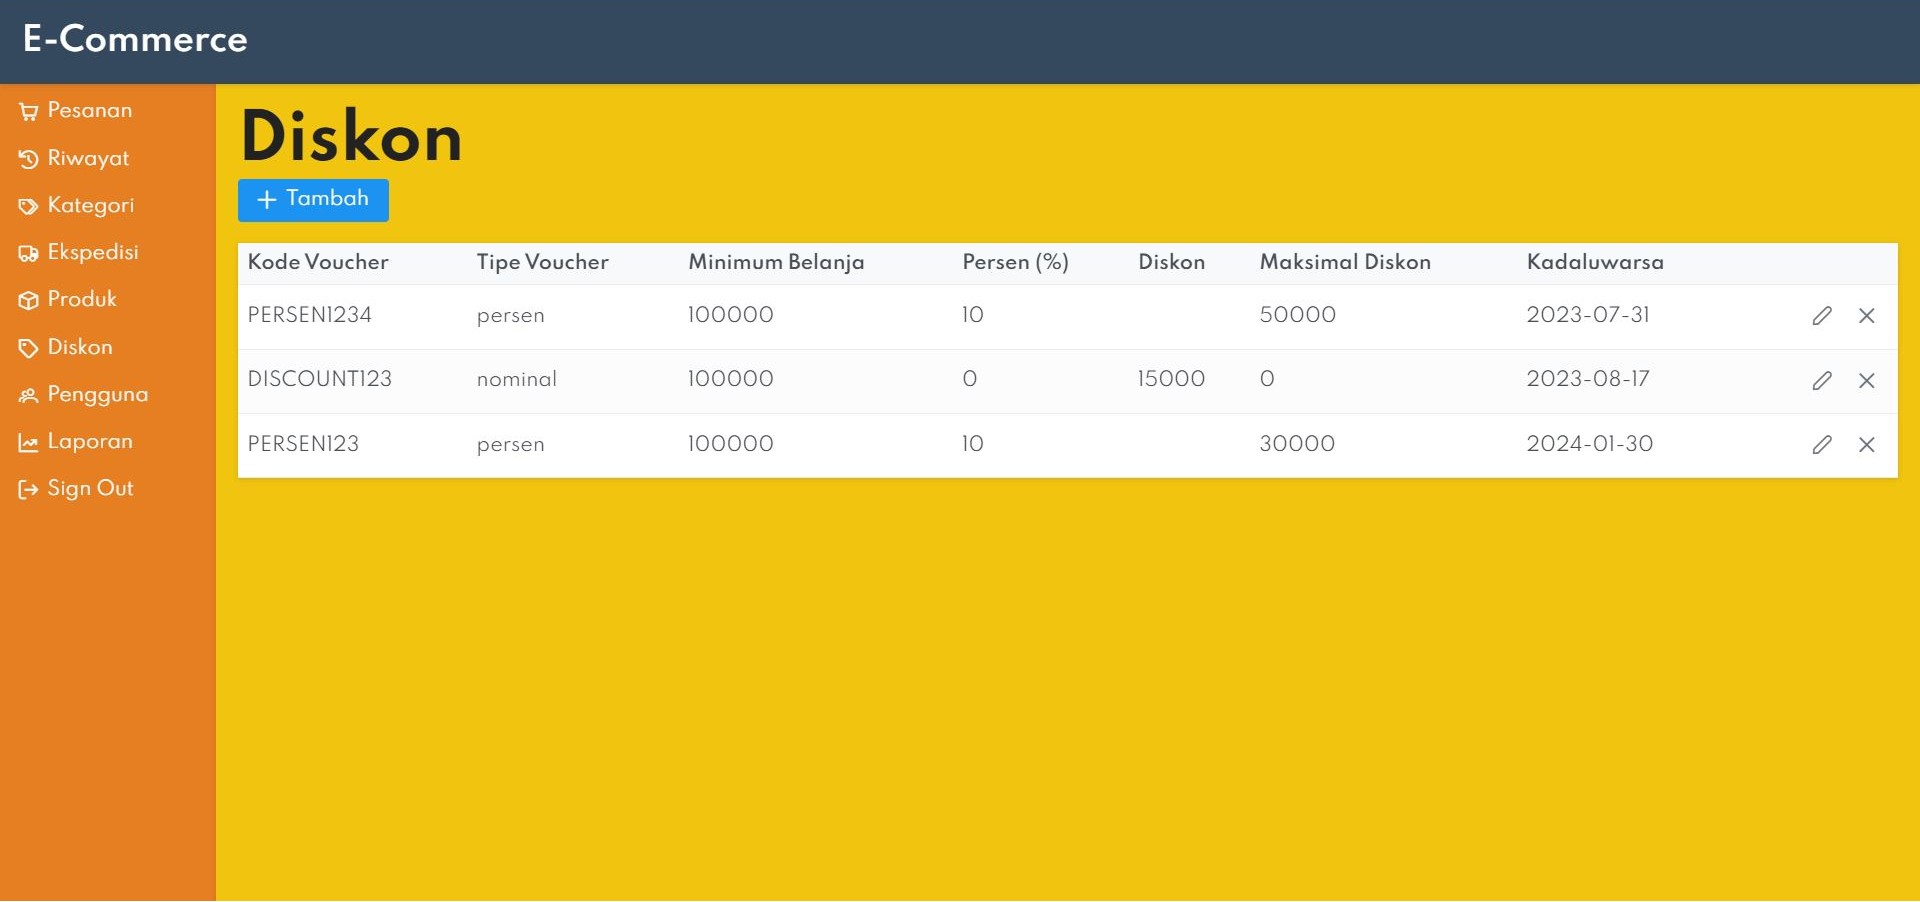 E-Commerce
Pesanan
Riwayat
Kategori
Ekspedisi
Produk
Diskon
Pengguna
Laporan
Sign Out
Diskon
Tambah
Kode Voucher Tipe Voucher Minimum Belanja Persen (%) Diskon Maksimal Diskon Kadaluwarsa
PERSEN1234 persen 100000 10 50000 2023-07-31
DISCOUNT123 nominal 100000 0 15000 0 2023-08-17
PERSEN123 persen 100000 10 30000 2024-01-30